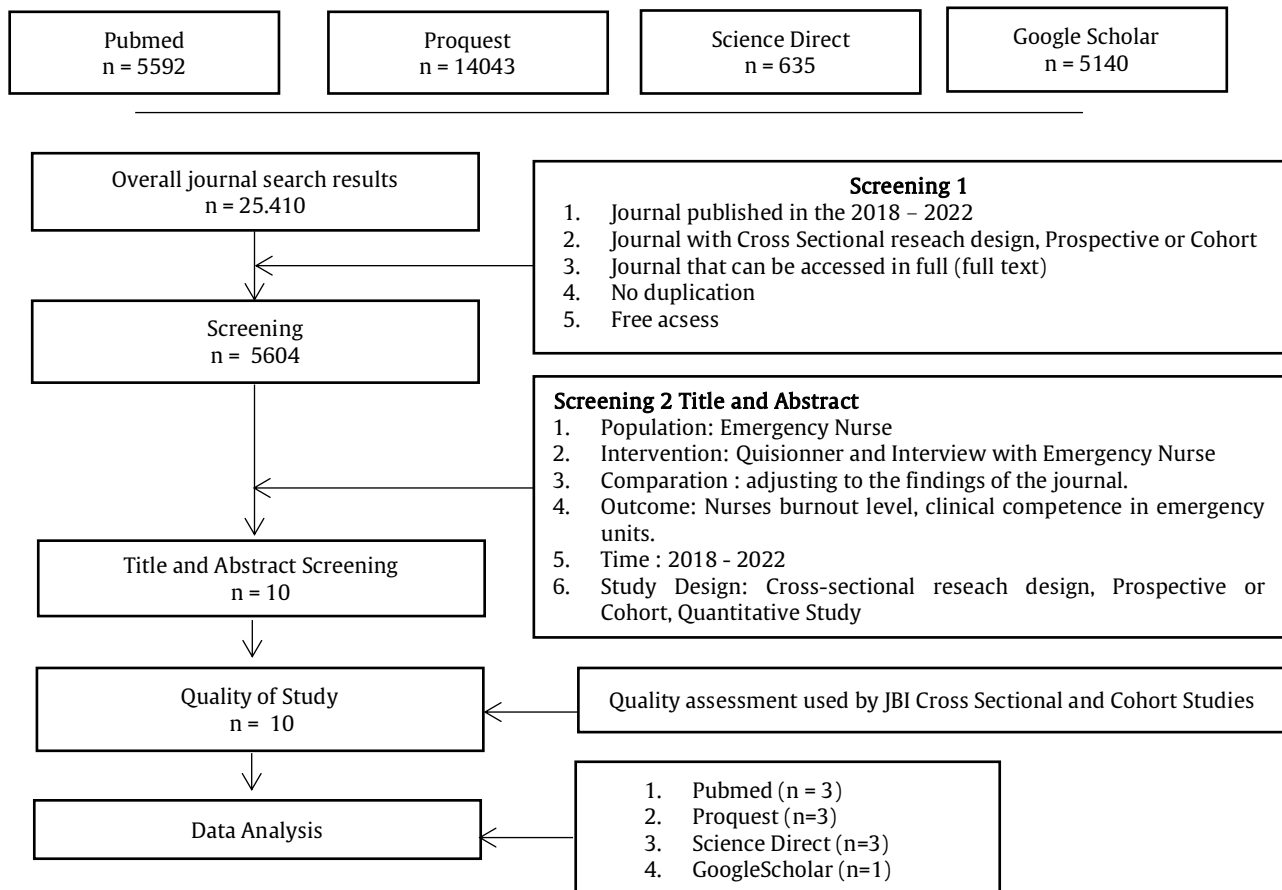 Pubmed
n = 5592
Proquest
n = 14043
Science Direct
n = 635
Google Scholar
n = 5140
Overall journal search results
n = 25.410
Screening 1
1. Journal published in the 2018 – 2022
2. Journal with Cross Sectional reseach design, Prospective or Cohort
3. Journal that can be accessed in full (full text)
4. No duplication
5. Free acsess
Screening
n = 5604
Screening 2 Title and Abstract
1. Population: Emergency Nurse
2. Intervention: Quisionner and Interview with Emergency Nurse
3. Comparation : adjusting to the findings of the journal.
4. Outcome: Nurses burnout level, clinical competence in emergency
units.
5. Time : 2018 - 2022
6. Study Design: Cross-sectional reseach design, Prospective or
Cohort, Quantitative Study
Title and Abstract Screening
n = 10
Quality of Study
n = 10
Quality assessment used by JBI Cross Sectional and Cohort Studies
Data Analysis
1. Pubmed (n = 3)
2. Proquest (n=3)
3. Science Direct (n=3)
4. GoogleScholar (n=1)